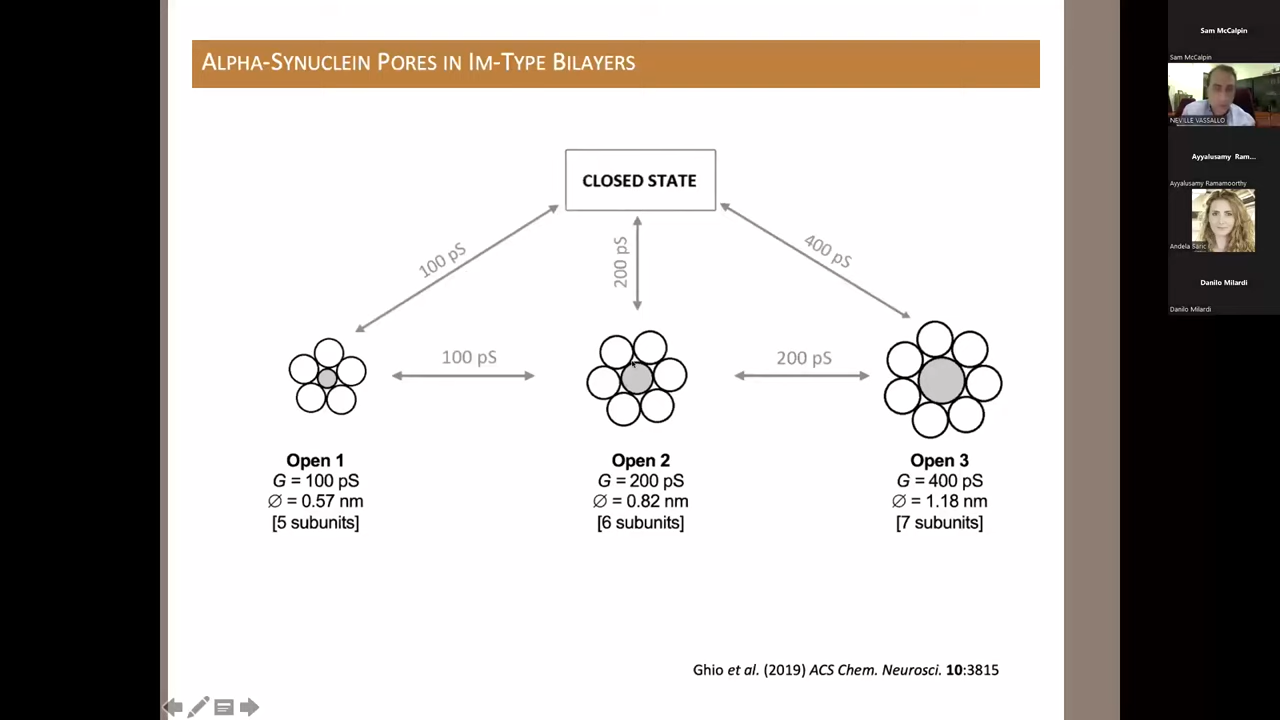 ALPHA-SYNUCLEIN PORES IN IM-TYPE BILAYERS
CLOSED STATE
100 pS
200 pS
400 pS
100 pS
200 pS
Open 1
G = 100 pS
Ø = 0.57 nm
[5 subunits]
Open 2
G = 200 pS
Ø = 0.82 nm
[6 subunits]
Open 3
G = 400 pS
Ø = 1.18 nm
[7 subunits]
Ghio et al. (2019) ACS Chem. Neurosci. 10:3815
Sam McCalpin
Sam McCalpin
NEVILLE VASSALLO
Ayyalusamy Ram...
Ayyalusamy Ramamoorthy
Andela Saric
Danilo Milardi
Danilo Milardi